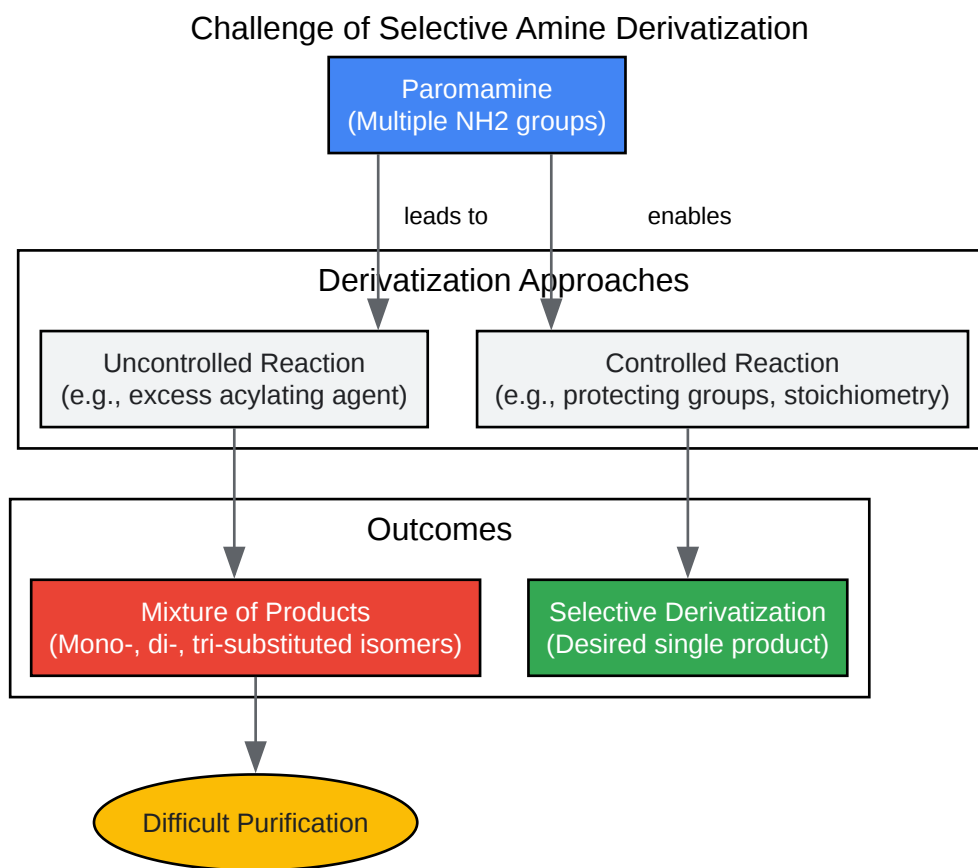 Challenge of Selective Amine Derivatization
Paromamine
(Multiple NH2 groups)
leads to
enables
Derivatization Approaches
Uncontrolled Reaction
(e.g., excess acylating agent)
Controlled Reaction
(e.g., protecting groups, stoichiometry)
Outcomes
Mixture of Products
(Mono-, di-, tri-substituted isomers)
Selective Derivatization
(Desired single product)
Difficult Purification